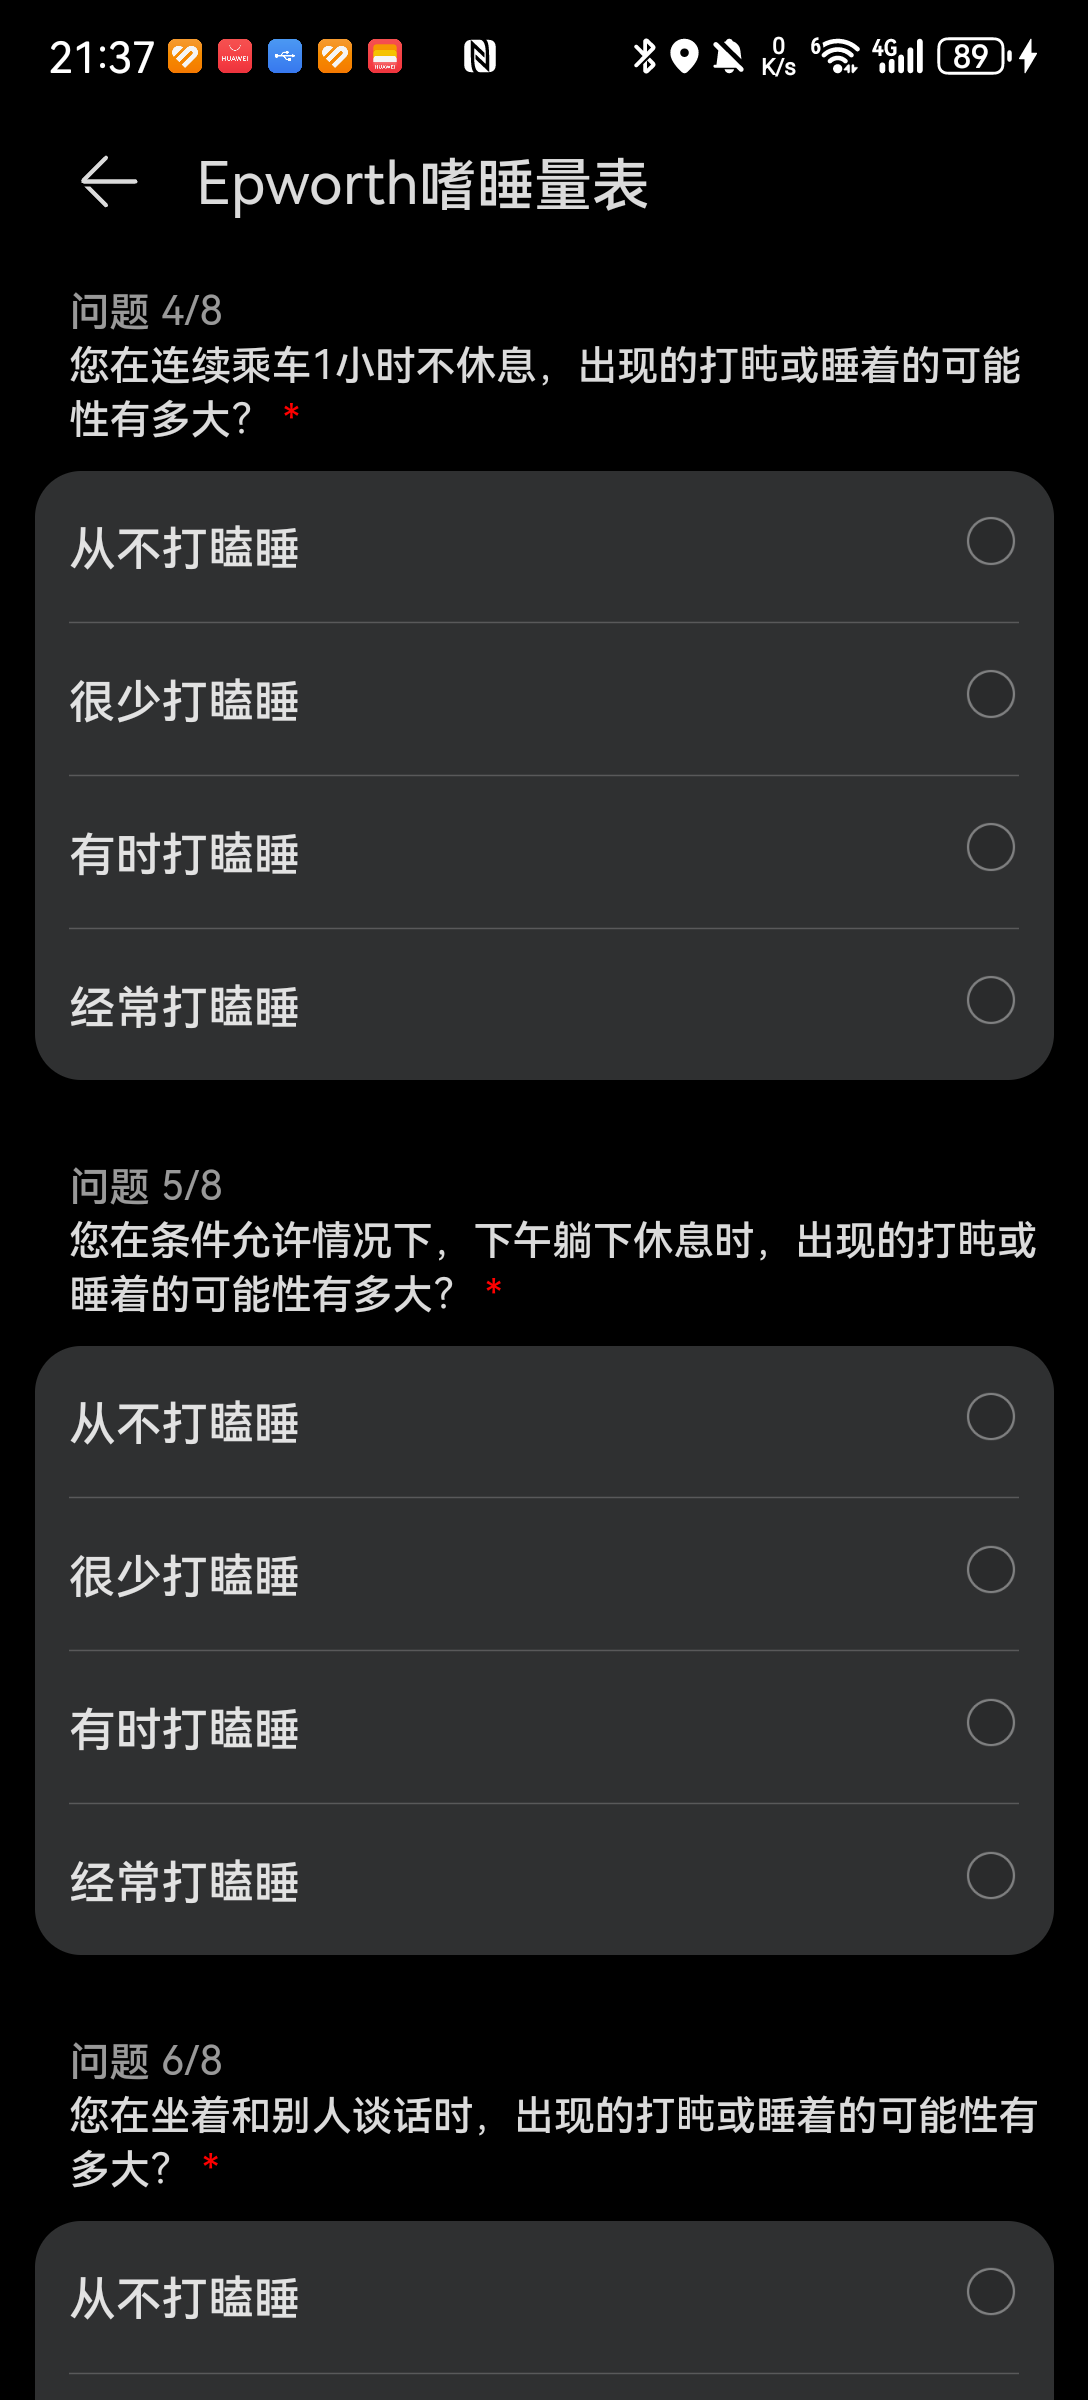 21:37
HUAWEI
0
K/s
6
4G
89
Epworth嗜睡量表
问题 4/8
您在连续乘车1小时不休息，出现的打盹或睡着的可能
性有多大？ *
从不打瞌睡
很少打瞌睡
有时打瞌睡
经常打瞌睡
问题 5/8
您在条件允许情况下，下午躺下休息时，出现的打盹或
睡着的可能性有多大？ *
从不打瞌睡
很少打瞌睡
有时打瞌睡
经常打瞌睡
问题 6/8
您在坐着和别人谈话时，出现的打盹或睡着的可能性有
多大？ *
从不打瞌睡